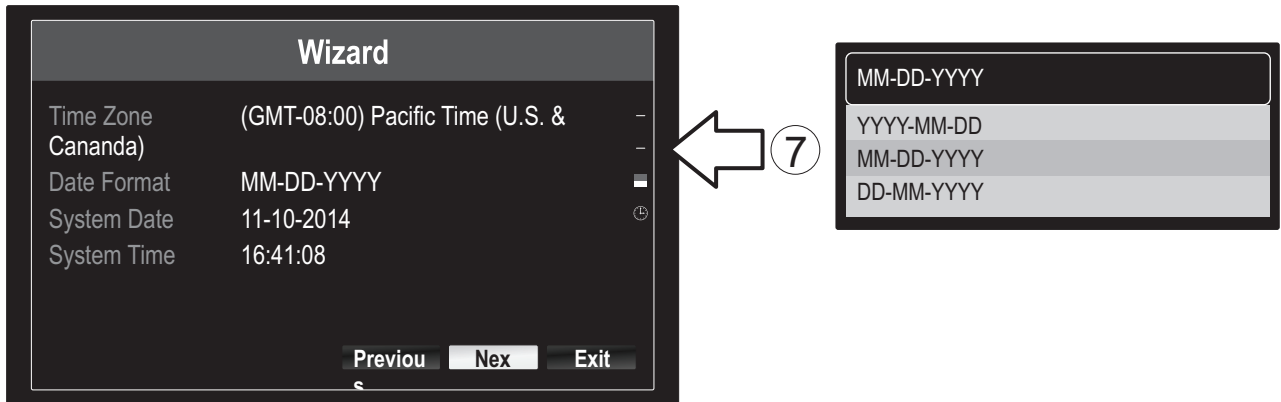 Wizard
Time Zone (GMT-08:00) Pacific Time (U.S. &
Cananda)
Date Format MM-DD-YYYY
System Date 11-10-2014
System Time 16:41:08
Previou
s
Nex
Exit
7
MM-DD-YYYY
YYYY-MM-DD
MM-DD-YYYY
DD-MM-YYYY